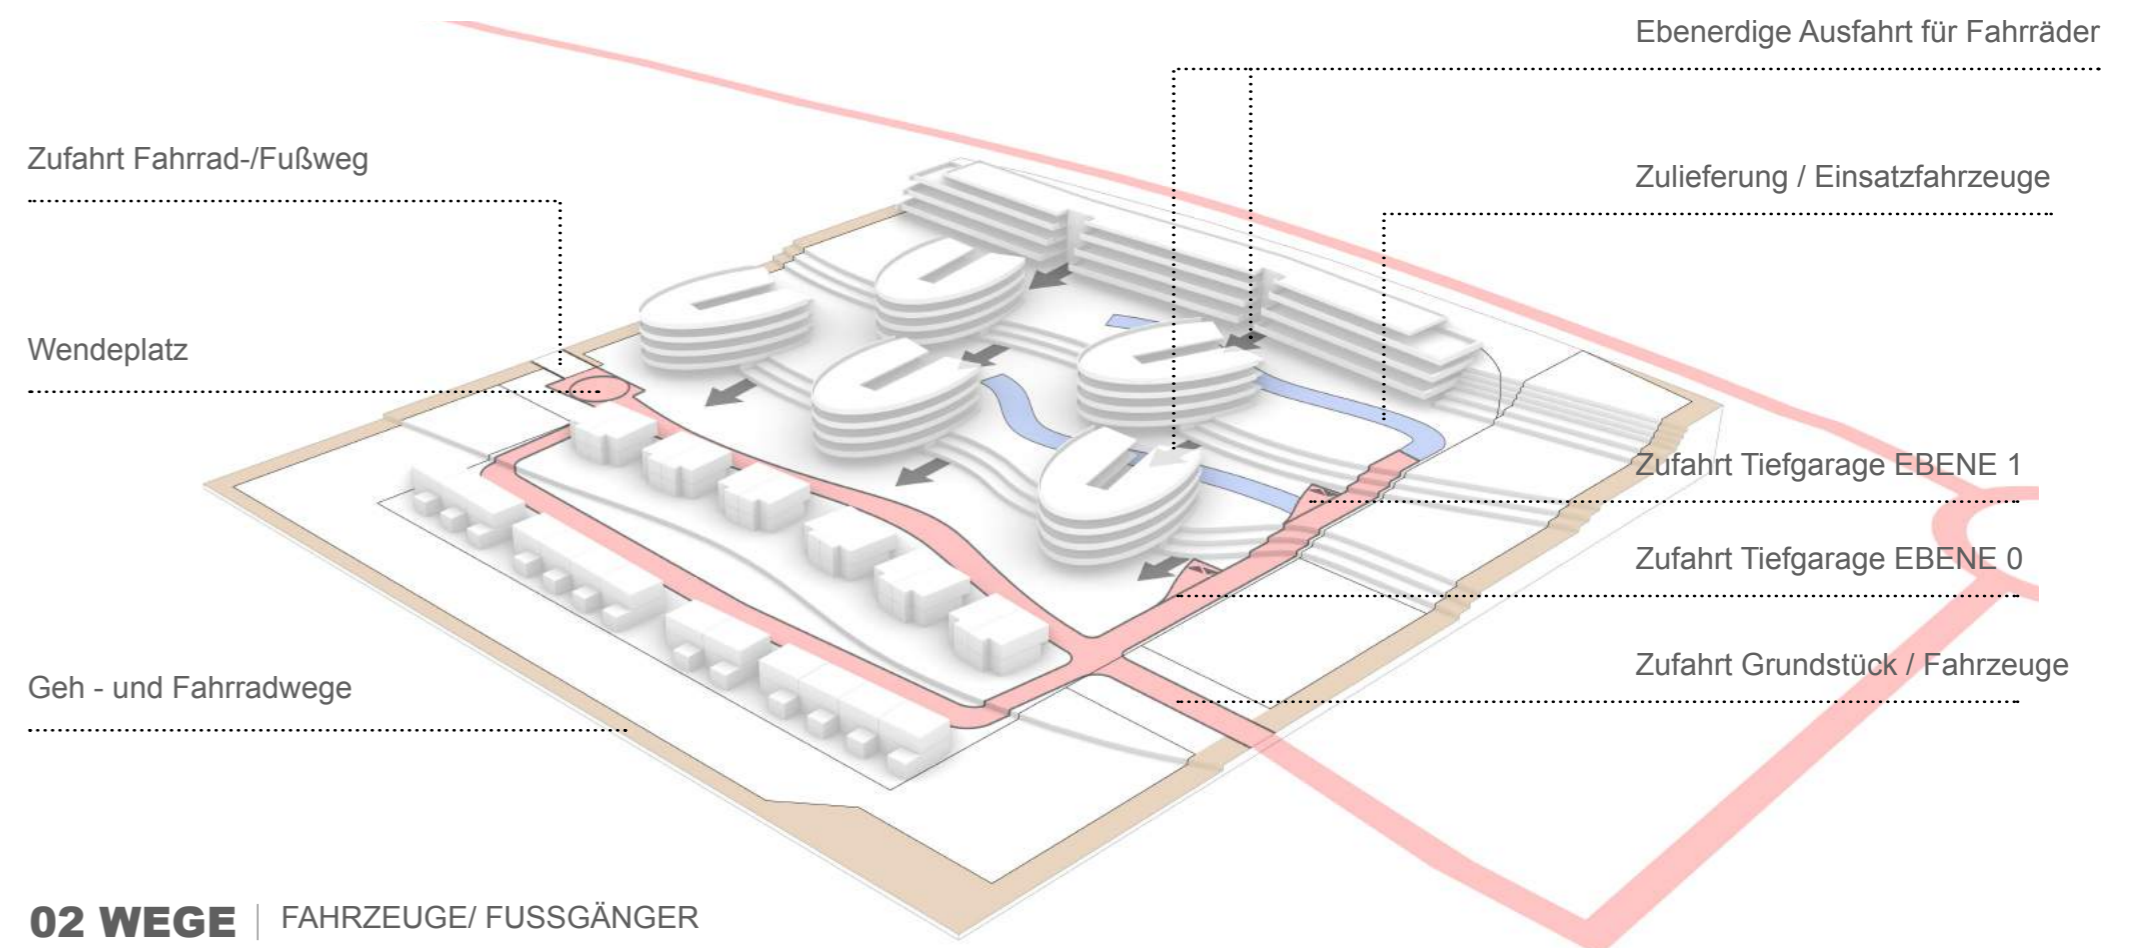 Ebenerdige Ausfahrt für Fahrräder
Zufahrt Fahrrad-/Fußweg
Zulieferung / Einsatzfahrzeuge
Wendeplatz
Zufahrt Tiefgarage EBENE 1
Zufahrt Tiefgarage EBENE 0
Zufahrt Grundstück / Fahrzeuge
Geh - und Fahrradwege
02 WEGE | FAHRZEUGE/ FUSSGÄNGER